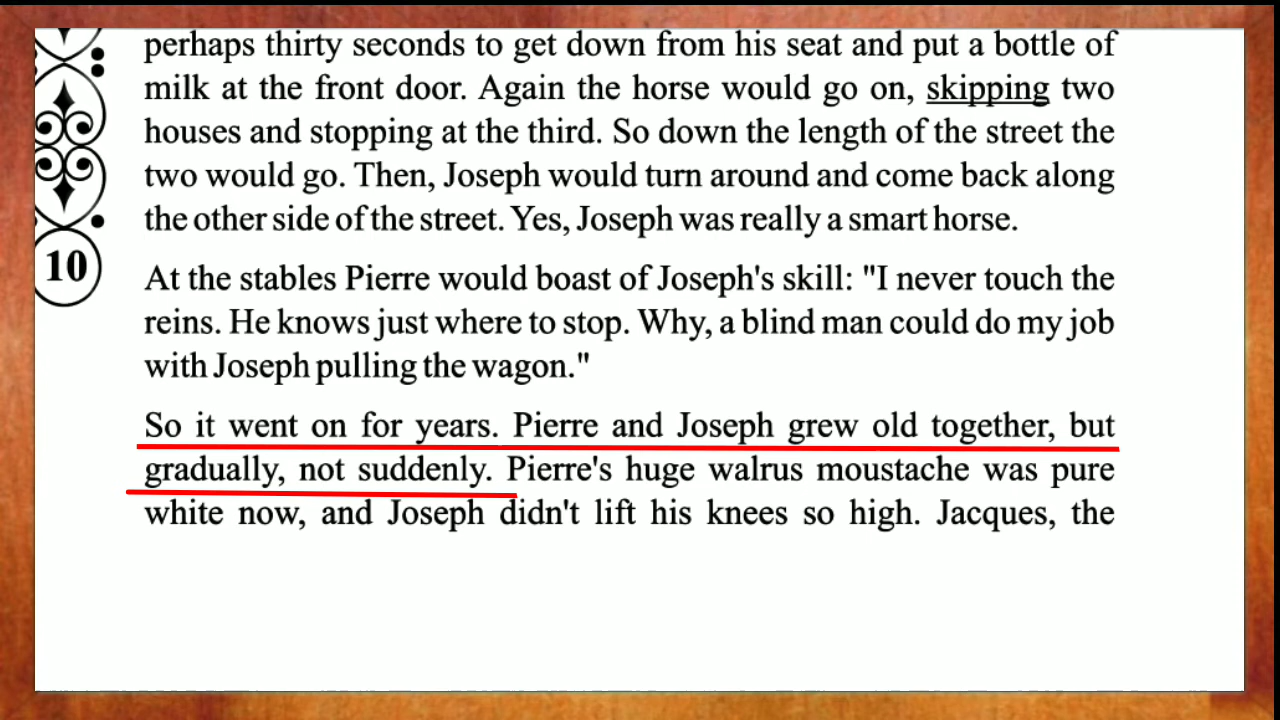 perhaps thirty seconds to get down from his seat and put a bottle of
milk at the front door. Again the horse would go on, skipping two
houses and stopping at the third. So down the length of the street the
two would go. Then, Joseph would turn around and come back along
the other side of the street. Yes, Joseph was really a smart horse.
10
At the stables Pierre would boast of Joseph's skill: "I never touch the
reins. He knows just where to stop. Why, a blind man could do my job
with Joseph pulling the wagon."
So it went on for years. Pierre and Joseph grew old together, but
gradually, not suddenly. Pierre's huge walrus moustache was pure
white now, and Joseph didn't lift his knees so high. Jacques, the